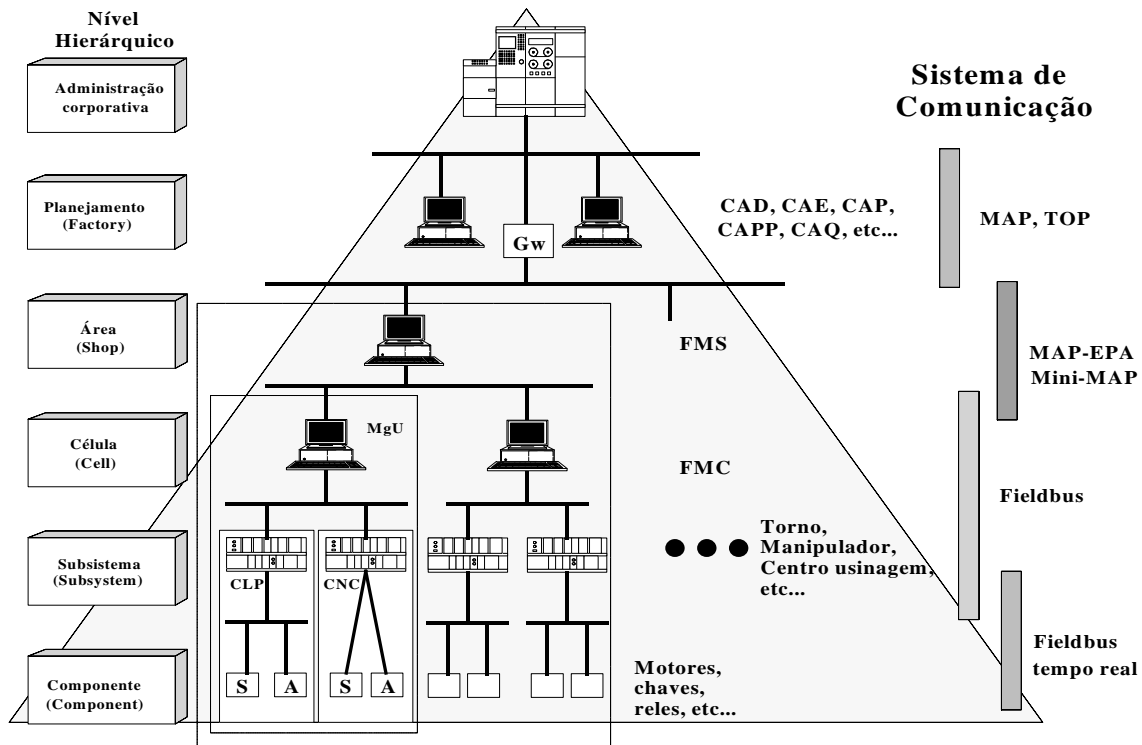 Nível
Hierárquico
Administração
corporativa
Planejamento
(Factory)
Área
(Shop)
Célula
(Cell)
Subsistema
(Subsystem)
Componente
(Component)
Gw
MgU
CLP
CNC
S
A
S
A
CAD, CAE, CAP,
CAPP, CAQ, etc...
FMS
FMC
Torno,
Manipulador,
Centro usinagem,
etc...
Motores,
chaves,
reles, etc...
Sistema de
Comunicação
MAP, TOP
MAP-EPA
Mini-MAP
Fieldbus
Fieldbus
tempo real